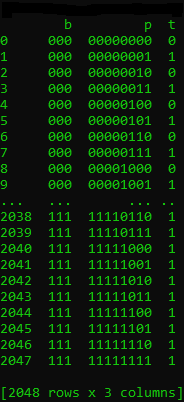 b p t
0 000 00000000 0
1 000 00000001 1
2 000 00000010 0
3 000 00000011 1
4 000 00000100 0
5 000 00000101 1
6 000 00000110 0
7 000 00000111 1
8 000 00001000 0
9 000 00001001 1
... ... ... ..
2038 111 11110110 1
2039 111 11110111 1
2040 111 11111000 1
2041 111 11111001 1
2042 111 11111010 1
2043 111 11111011 1
2044 111 11111100 1
2045 111 11111101 1
2046 111 11111110 1
2047 111 11111111 1
[2048 rows x 3 columns]